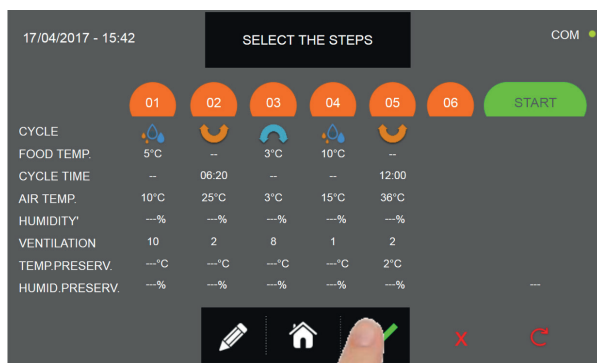 17/04/2017 - 15:42 SELECT THE STEPS COM
01 02 03 04 05 06 START
CYCLE
FOOD TEMP. 5°C -- 3°C 10°C --
CYCLE TIME -- 06:20 -- -- 12:00
AIR TEMP. 10°C 25°C 3°C 15°C 36°C
HUMIDITY' ---% ---% ---% ---% ---%
VENTILATION 10 2 8 1 2
TEMP.PRESERV. ---°C ---°C ---°C ---°C 2°C
HUMID.PRESERV. ---% ---% ---% ---% ---% ---
X